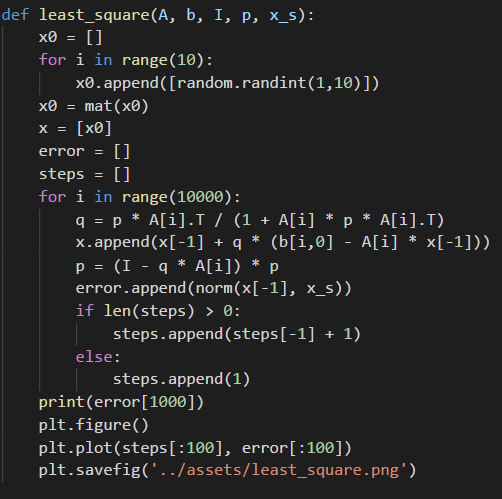 def least_square(A, b, I, p, x_s):
    x0 = []
    for i in range(10):
        x0.append([random.randint(1,10)])
    x0 = mat(x0)
    x = [x0]
    error = []
    steps = []
    for i in range(10000):
        q = p * A[i].T / (1 + A[i] * p * A[i].T)
        x.append(x[-1] + q * (b[i,0] - A[i] * x[-1]))
        p = (I - q * A[i]) * p
        error.append(norm(x[-1], x_s))
        if len(steps) > 0:
            steps.append(steps[-1] + 1)
        else:
            steps.append(1)
    print(error[1000])
    plt.figure()
    plt.plot(steps[:100], error[:100])
    plt.savefig('../assets/least_square.png')